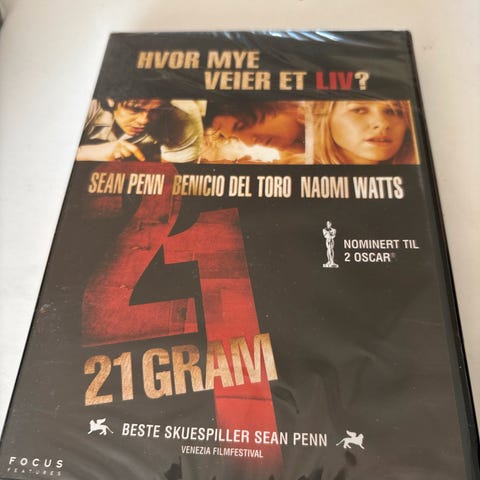 HVOR MYE
VEIER ET LIV?
SEAN PENN BENICIO DEL TORO NAOMI WATTS
NOMINERT TIL
2 OSCAR®
21
21 GRAM
BESTE SKUESPILLER SEAN PENN
VENEZIA FILMFESTIVAL
FOCUS
FEATURES